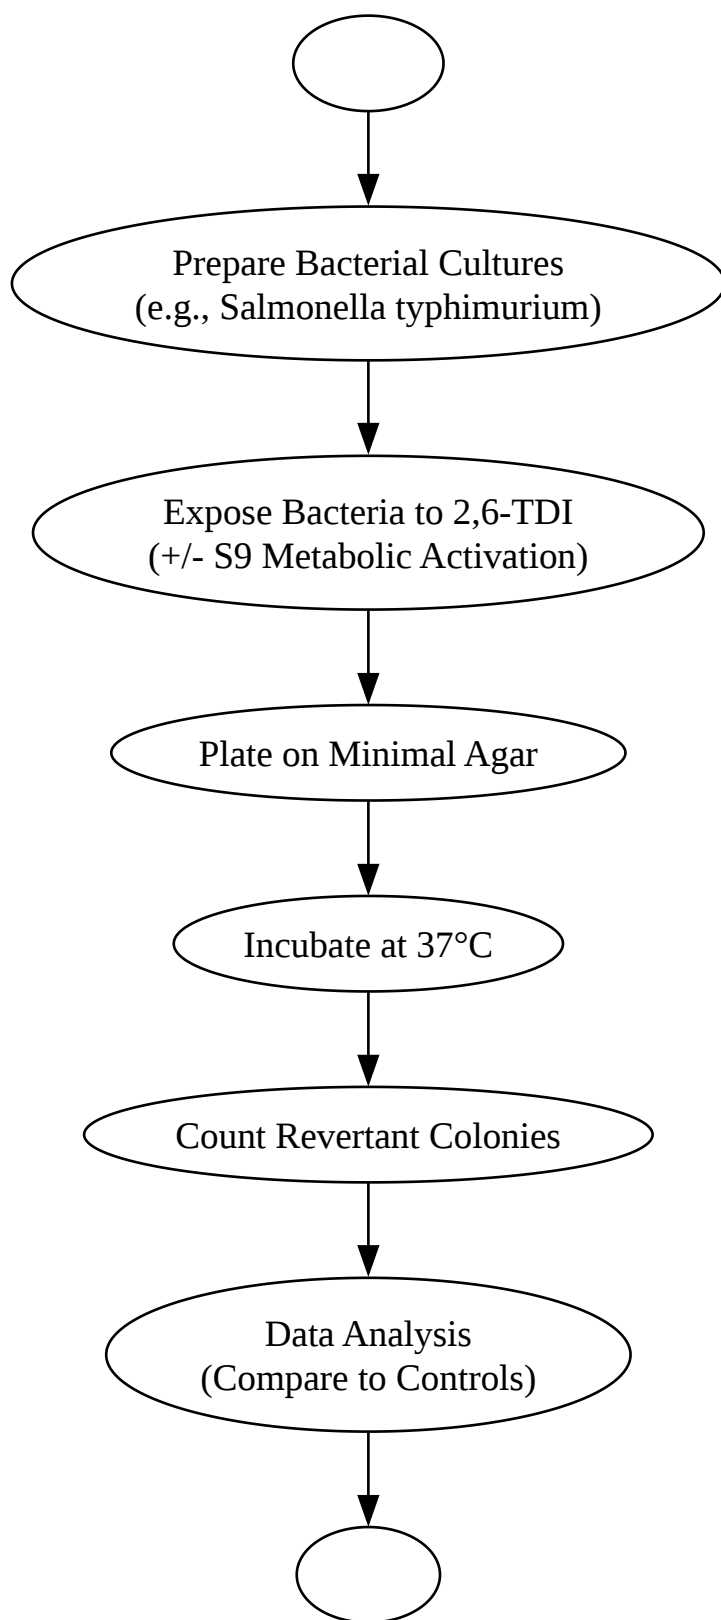 Prepare Bacterial Cultures
(e.g., Salmonella typhimurium)
Expose Bacteria to 2,6-TDI
(+/- S9 Metabolic Activation)
Plate on Minimal Agar
Incubate at 37°C
Count Revertant Colonies
Data Analysis
(Compare to Controls)